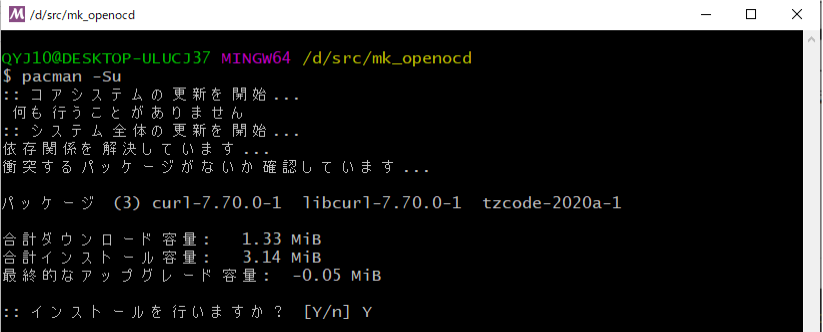 /d/src/mk_openocd
QYJ10@DESKTOP-ULUCJ37 MINGW64 /d/src/mk_openocd
$ pacman -Su
:: コアシステムの更新を開始...
何も行うことがありません
:: システム全体の更新を開始...
依存関係を解決しています...
衝突するパッケージがないか確認しています...
パッケージ (3) curl-7.70.0-1 libcurl-7.70.0-1 tzcode-2020a-1
合計ダウンロード容量: 1.33 MiB
合計インストール容量: 3.14 MiB
最終的なアップグレード容量: -0.05 MiB
:: インストールを行いますか？ [Y/n] Y